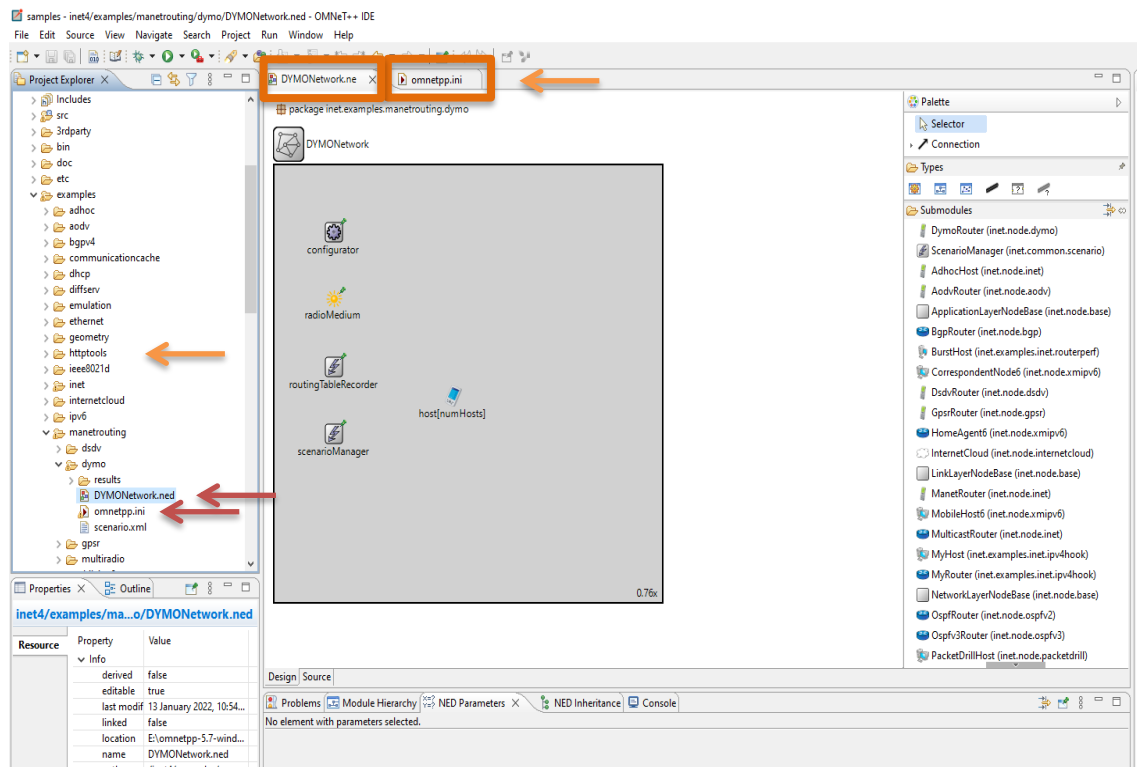 samples - inet4/examples/manetrouting/dymo/DYMONetwork.ned - OMNeT++ IDE
File Edit Source View Navigate Search Project Run Window Help
Project Explorer
Includes
src
3rdparty
bin
doc
etc
examples
adhoc
aodv
bgpv4
communicationcache
dhcp
diffserv
emulation
ethernet
geometry
httptools
ieee8021d
inet
internetcloud
ipv6
manetrouting
dsdv
dymo
results
DYMONetwork.ned
omnetpp.ini
scenario.xml
gpsr
multiradio
DYMONetwork.ne
omnetpp.ini
package inet.examples.manetrouting.dymo
DYMONetwork
configurator
radioMedium
routingTableRecorder
host[numHosts]
scenarioManager
0.76x
Design Source
Palette
Selector
Connection
Types
Submodules
DymoRouter (inet.node.dymo)
ScenarioManager (inet.common.scenario)
AdhocHost (inet.node.inet)
AodvRouter (inet.node.aodv)
ApplicationLayerNodeBase (inet.node.base)
BgpRouter (inet.node.bgp)
BurstHost (inet.examples.inet.routerperf)
CorrespondentNode6 (inet.node.xmipv6)
DsdvRouter (inet.node.dsdv)
GpsrRouter (inet.node.gpsr)
HomeAgent6 (inet.node.xmipv6)
InternetCloud (inet.node.internetcloud)
LinkLayerNodeBase (inet.node.base)
ManetRouter (inet.node.inet)
MobileHost6 (inet.node.xmipv6)
MulticastRouter (inet.node.inet)
MyHost (inet.examples.inet.ipv4hook)
MyRouter (inet.examples.inet.ipv4hook)
NetworkLayerNodeBase (inet.node.base)
OspfRouter (inet.node.ospfv2)
Ospfv3Router (inet.node.ospfv3)
PacketDrillHost (inet.node.packetdrill)
Properties Outline
inet4/examples/ma...o/DYMONetwork.ned
Resource
Property Value
Info
derived false
editable true
last modif 13 January 2022, 10:54...
linked false
location E:\omnetpp-5.7-wind...
name DYMONetwork.ned
Problems Module Hierarchy NED Parameters NED Inheritance Console
No element with parameters selected.